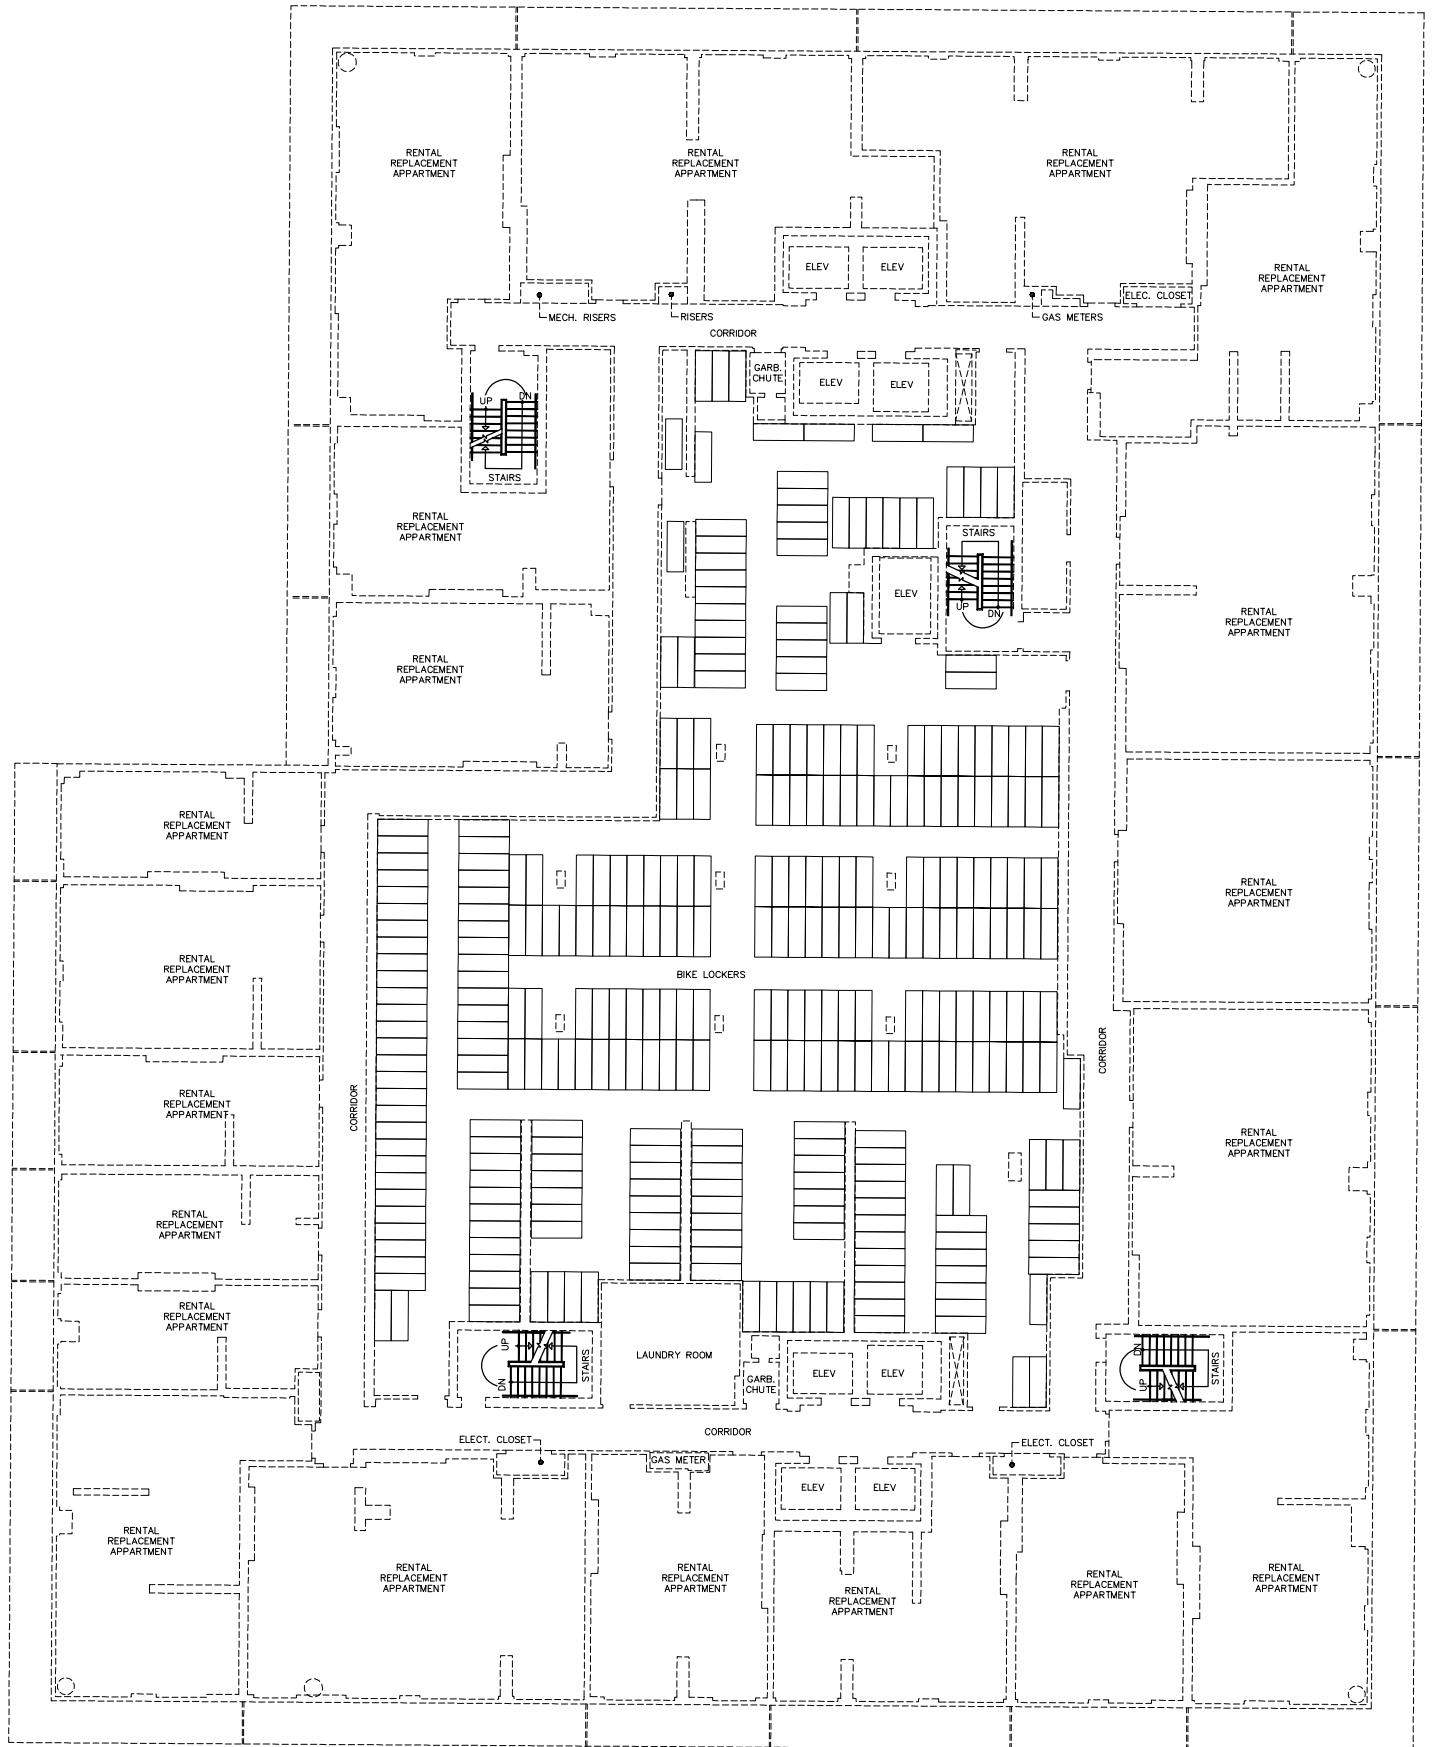 RENTAL
REPLACEMENT
APPARTMENT
RENTAL
REPLACEMENT
APPARTMENT
RENTAL
REPLACEMENT
APPARTMENT
ELEV
ELEV
RENTAL
REPLACEMENT
APPARTMENT
ELEC. CLOSET
MECH. RISERS
RISERS
GAS METERS
CORRIDOR
GARB.
CHUTE
ELEV
ELEV
UP
DN
STAIRS
RENTAL
REPLACEMENT
APPARTMENT
STAIRS
ELEV
UP
DN
RENTAL
REPLACEMENT
APPARTMENT
RENTAL
REPLACEMENT
APPARTMENT
RENTAL
REPLACEMENT
APPARTMENT
RENTAL
REPLACEMENT
APPARTMENT
RENTAL
REPLACEMENT
APPARTMENT
BIKE LOCKERS
CORRIDOR
CORRIDOR
RENTAL
REPLACEMENT
APPARTMENT
RENTAL
REPLACEMENT
APPARTMENT
RENTAL
REPLACEMENT
APPARTMENT
RENTAL
REPLACEMENT
APPARTMENT
UP
DN
STAIRS
LAUNDRY ROOM
GARB.
CHUTE
ELEV
ELEV
DN
UP
STAIRS
CORRIDOR
ELECT. CLOSET
GAS METER
ELECT. CLOSET
ELEV
ELEV
RENTAL
REPLACEMENT
APPARTMENT
RENTAL
REPLACEMENT
APPARTMENT
RENTAL
REPLACEMENT
APPARTMENT
RENTAL
REPLACEMENT
APPARTMENT
RENTAL
REPLACEMENT
APPARTMENT
RENTAL
REPLACEMENT
APPARTMENT